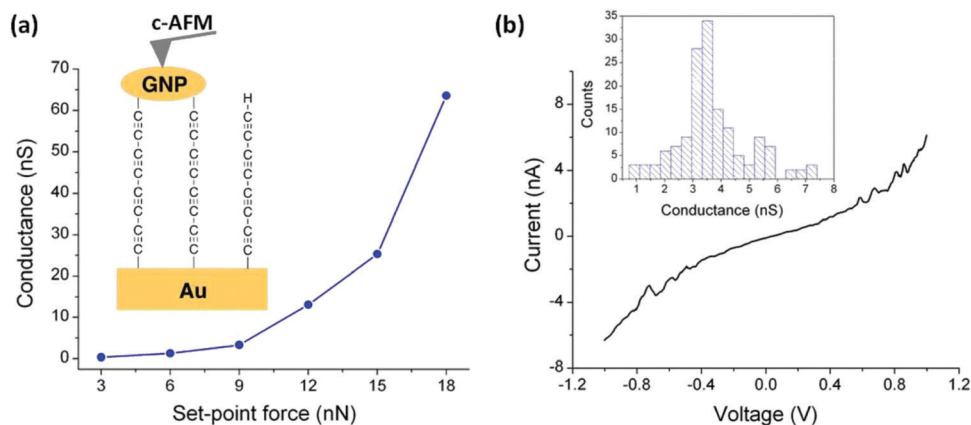 (a)
c-AFM
GNP
H
C≡C-C≡C-C≡C-C≡C
C≡C-C≡C-C≡C-C≡C
C≡C-C≡C-C≡C-C≡C
Au
Conductance (nS)
70
60
50
40
30
20
10
0
3 6 9 12 15 18
Set-point force (nN)
(b)
Current (nA)
8
4
0
-4
-8
-1.2 -0.8 -0.4 0.0 0.4 0.8 1.2
Voltage (V)
Counts
35
30
25
20
15
10
5
0
1 2 3 4 5 6 7 8
Conductance (nS)